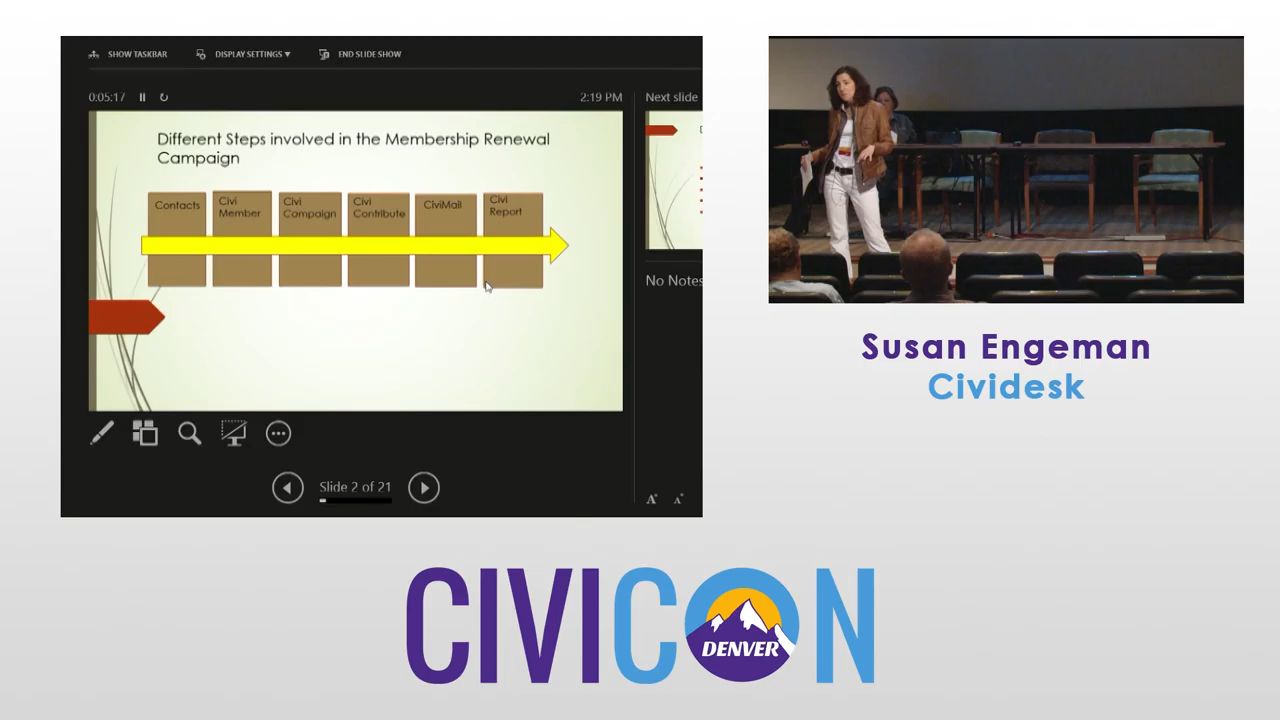 SHOW TASKBAR
DISPLAY SETTINGS
END SLIDE SHOW
0:05:17
2:19 PM
Next slide
Different Steps involved in the Membership Renewal
Campaign
Contacts
Civi
Member
Civi
Campaign
Civi
Contribute
CiviMail
Civi
Report
No Notes
Slide 2 of 21
A A
Susan Engeman
Cividesk
CIVICON
DENVER